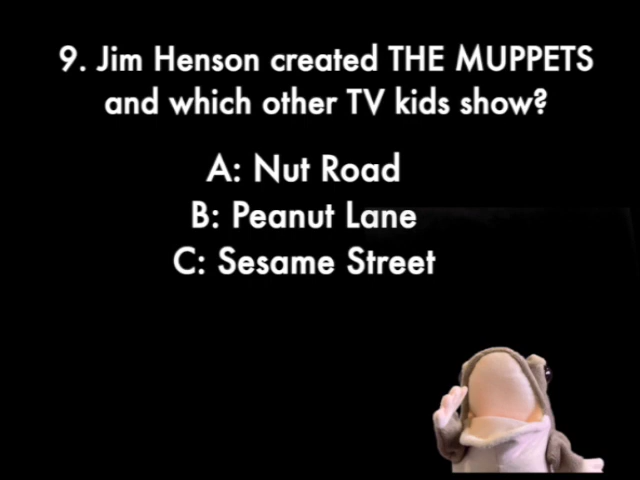 9. Jim Henson created THE MUPPETS
and which other TV kids show?
A: Nut Road
B: Peanut Lane
C: Sesame Street